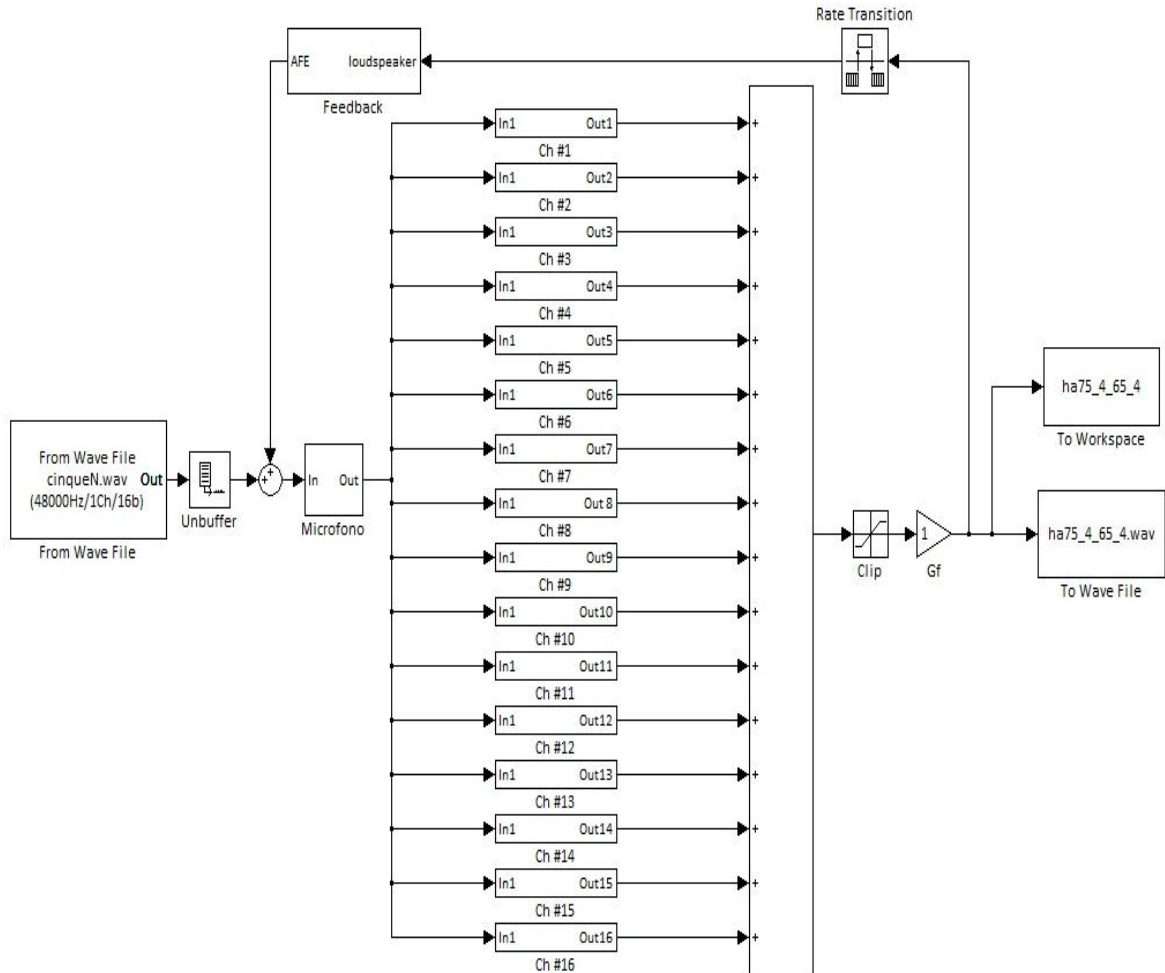 Rate Transition
AFE loudspeaker
Feedback
In1 Out1 +
Ch #1
In1 Out2 +
Ch #2
In1 Out3 +
Ch #3
In1 Out4 +
Ch #4
In1 Out5 +
Ch #5
In1 Out6 +
Ch #6
In1 Out7 +
Ch #7
In1 Out 8 +
Ch #8
In1 Out9 +
Ch #9
In1 Out10 +
Ch #10
In1 Out11 +
Ch #11
In1 Out12 +
Ch #12
In1 Out13 +
Ch #13
In1 Out14 +
Ch #14
In1 Out15 +
Ch #15
In1 Out16 +
Ch #16
From Wave File
cinqueN.wav Out
(48000Hz/1Ch/16b)
From Wave File
Unbuffer
+
+
In Out
Microfono
Clip
1
Gf
ha75_4_65_4
To Workspace
ha75_4_65_4.wav
To Wave File